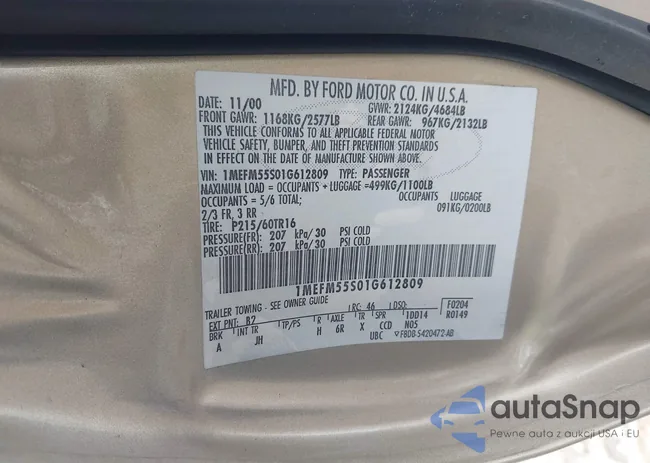 MFD. BY FORD MOTOR CO. IN U.S.A.
DATE: 11/00 GVWR: 2124KG/4684LB
FRONT GAWR: 1168KG/2577LB REAR GAWR: 967KG/2132LB
THIS VEHICLE CONFORMS TO ALL APPLICABLE FEDERAL MOTOR
VEHICLE SAFETY, BUMPER, AND THEFT PREVENTION STANDARDS
IN EFFECT ON THE DATE OF MANUFACTURE SHOWN ABOVE.
VIN: 1MEFM55S01G612809 TYPE: PASSENGER
MAXIMUM LOAD = OCCUPANTS + LUGGAGE =499KG/1100LB
OCCUPANTS = 5/6 TOTAL; OCCUPANTS LUGGAGE
2/3 FR, 3 RR 091KG/0200LB
TIRE: P215/60TR16
PRESSURE(FR) 207 kPa/30 PSI COLD
PRESSURE(RR) 207 kPa/30 PSI COLD
1MEFM55S01G612809
TRAILER TOWING - SEE OWNER GUIDE
EXT PNT: B2 RC: 46 DSO: F0204
BRK INT TR TP/PS R AXLE TR SPR 1DD14 R0149
A JH H 6R X CCD N05
UBC F8DB-5420472-AB
autoSnap
Pewne auta z aukcji USA i EU